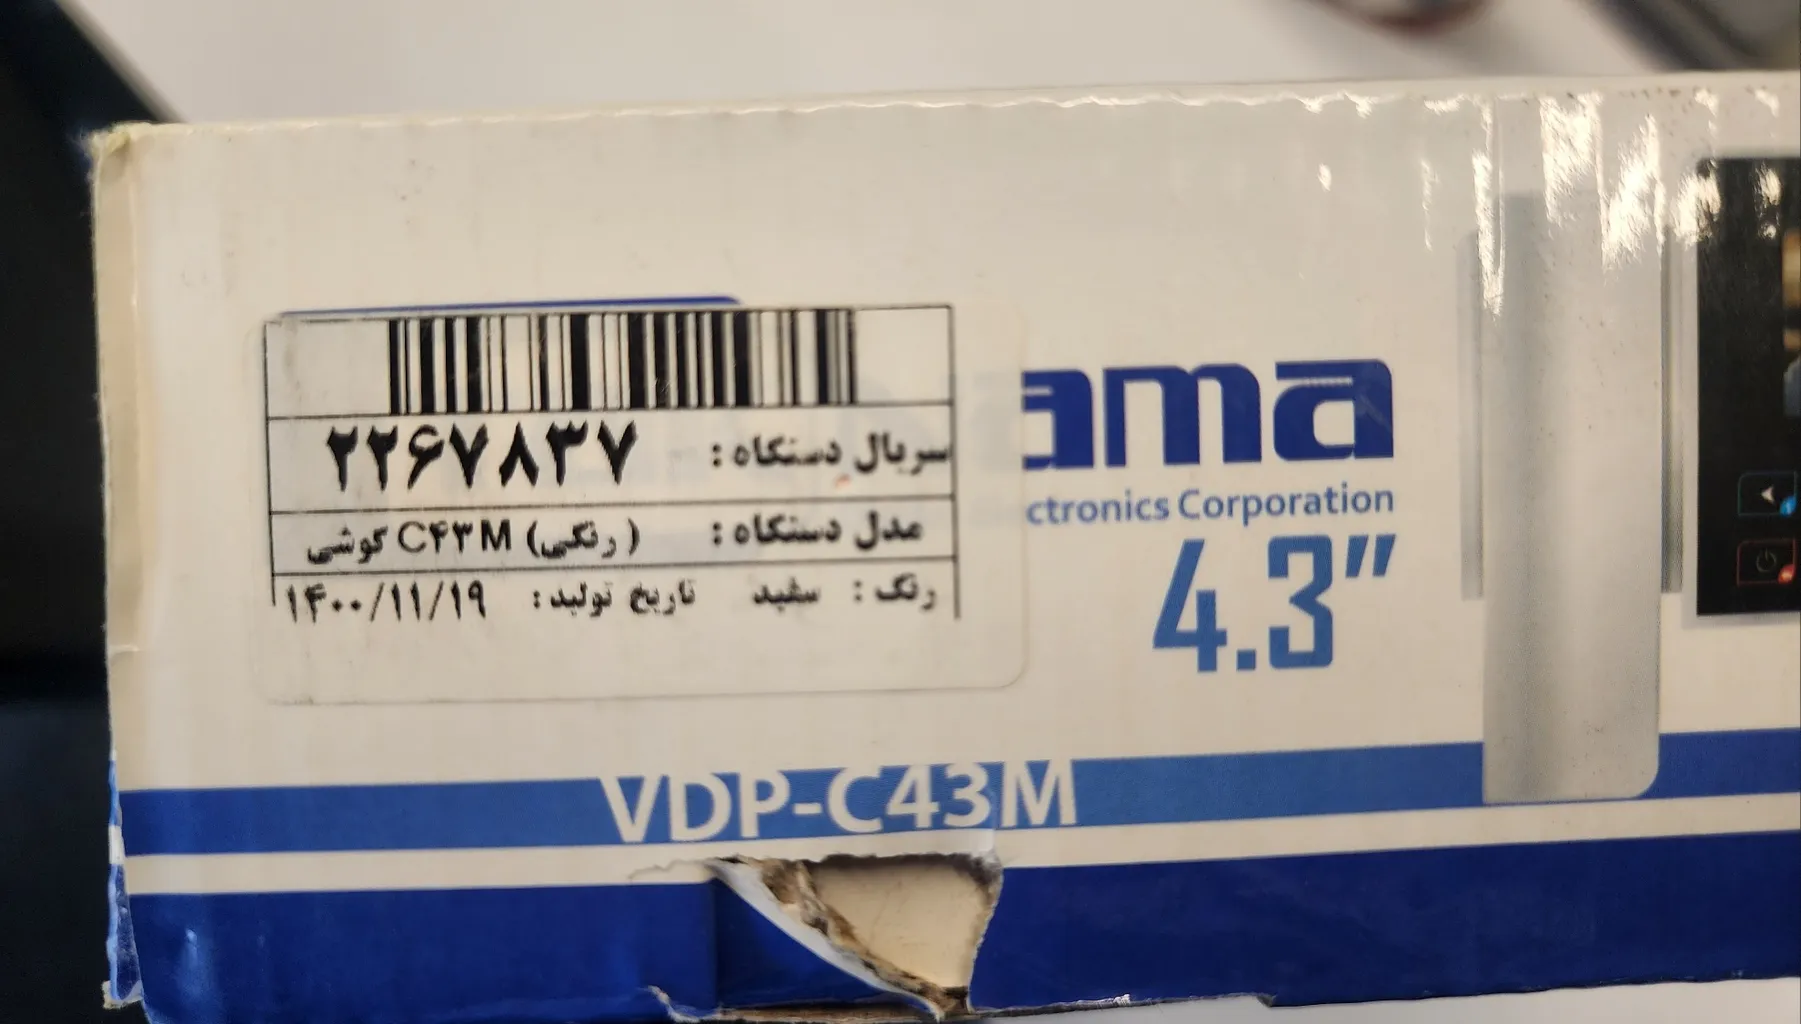 سریال دستگاه : ۲۲۶۷۸۳۷
مدل دستگاه : گوشی C۴۳M (رنگی)
رنگ : سفید تاریخ تولید: ۱۴۰۰/۱۱/۱۹
ama
ctronics Corporation
4.3"
VDP-C43M